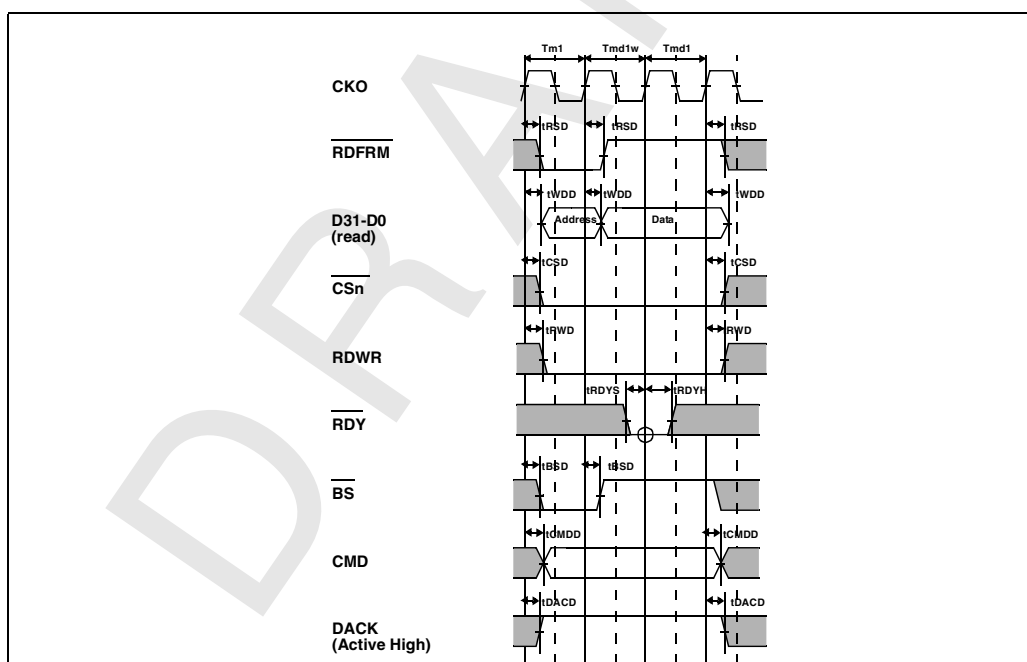 DRA
Tm1 Tmd1w Tmd1
CKO
tRSD tRSD tRSD
RDFRM
tWDD tWDD tWDD
D31-D0
(read)
Address Data
tCSD tCSD
CSn
tRWD RWD
RDWR
tRDYS tRDYH
RDY
tBSD tBSD
BS
tCMDD tCMDD
CMD
tDACD tDACD
DACK
(Active High)